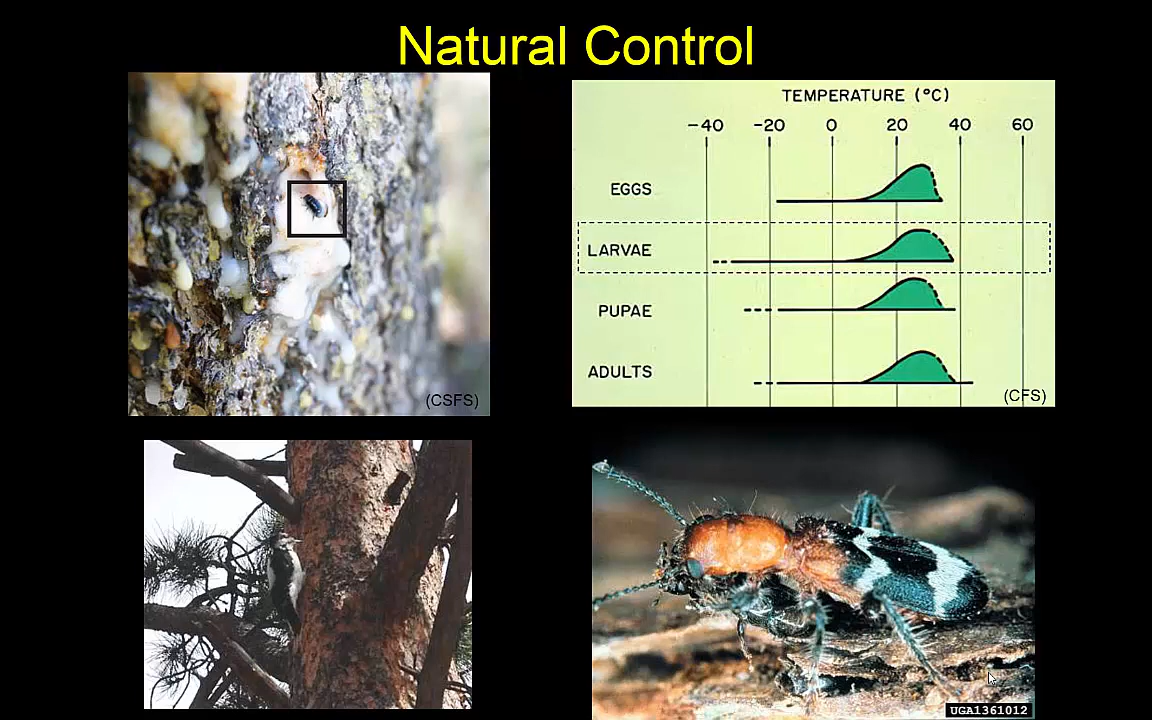 Natural Control
(CSFS)
TEMPERATURE (°C)
-40 -20 0 20 40 60
EGGS
LARVAE
PUPAE
ADULTS
(CFS)
UGA1361012